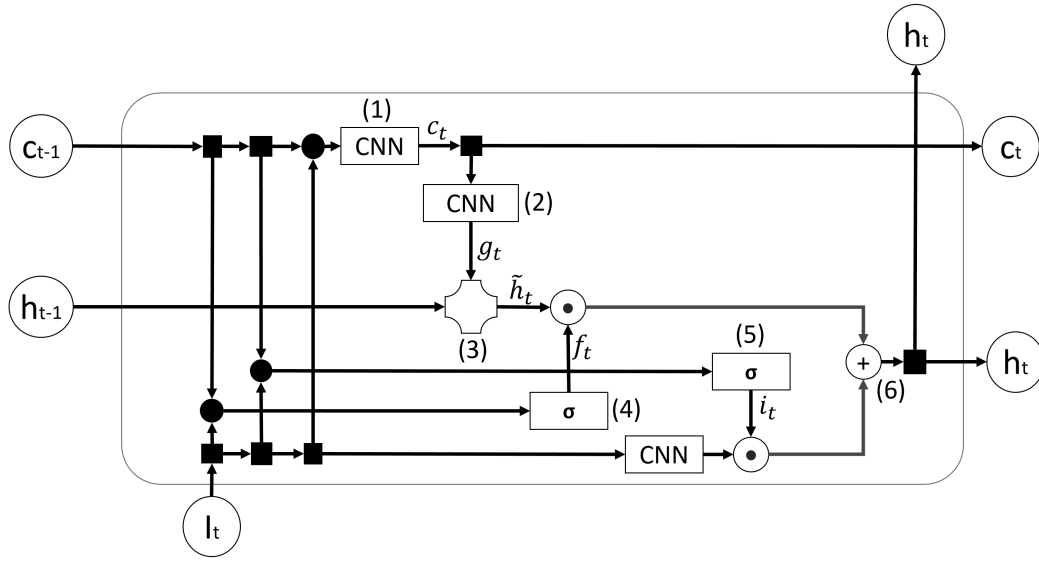 hₜ
(1)
cₜ₋₁
CNN
cₜ
cₜ
CNN
(2)
gₜ
hₜ₋₁
h̃ₜ
(3)
fₜ
(5)
σ
+
hₜ
(6)
σ
(4)
iₜ
CNN
Iₜ